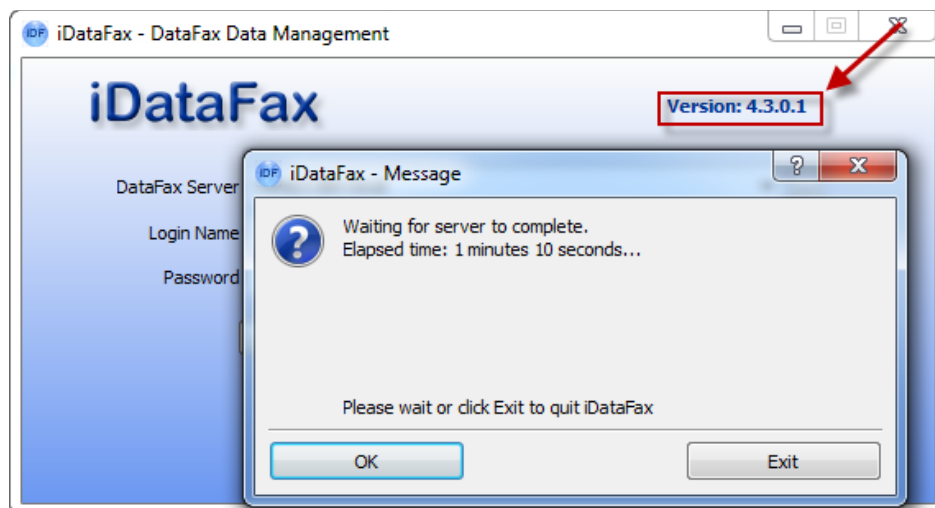 iDF iDataFax - DataFax Data Management
iDataFax
Version: 4.3.0.1
DataFax Server
Login Name
Password
iDF iDataFax - Message
Waiting for server to complete.
Elapsed time: 1 minutes 10 seconds...
Please wait or click Exit to quit iDataFax
OK
Exit